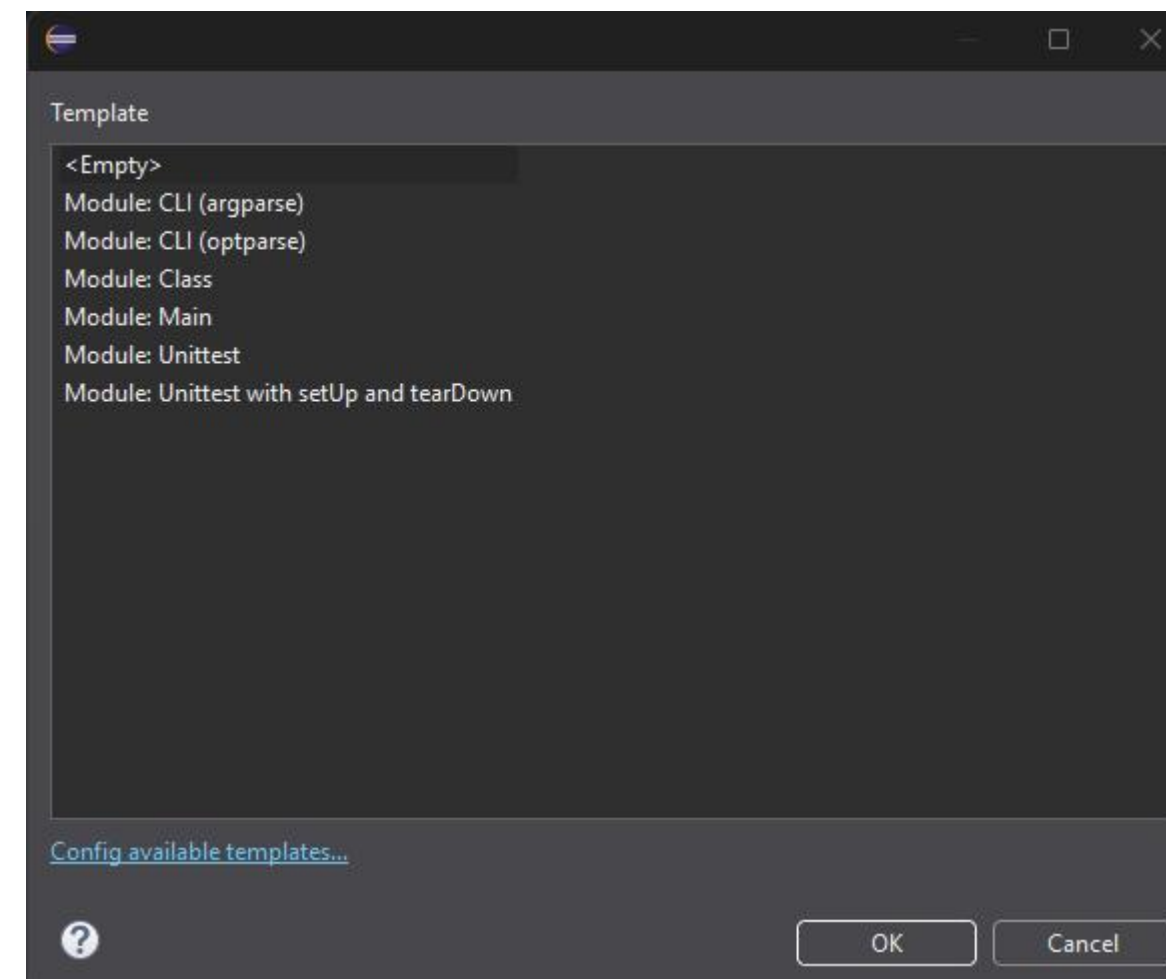 Template
<Empty>
Module: CLI (argparse)
Module: CLI (optparse)
Module: Class
Module: Main
Module: Unittest
Module: Unittest with setUp and tearDown
Config available templates...
?
OK
Cancel